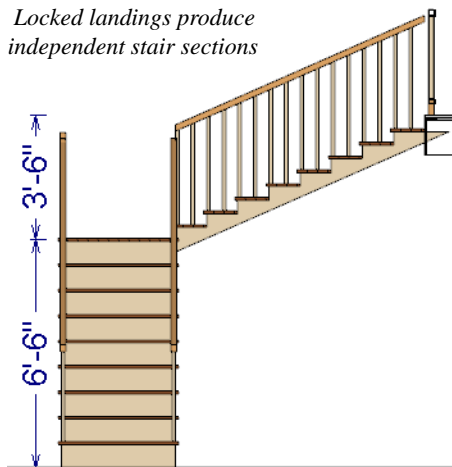 Locked landings produce
independent stair sections
3'-6"
6'-6"